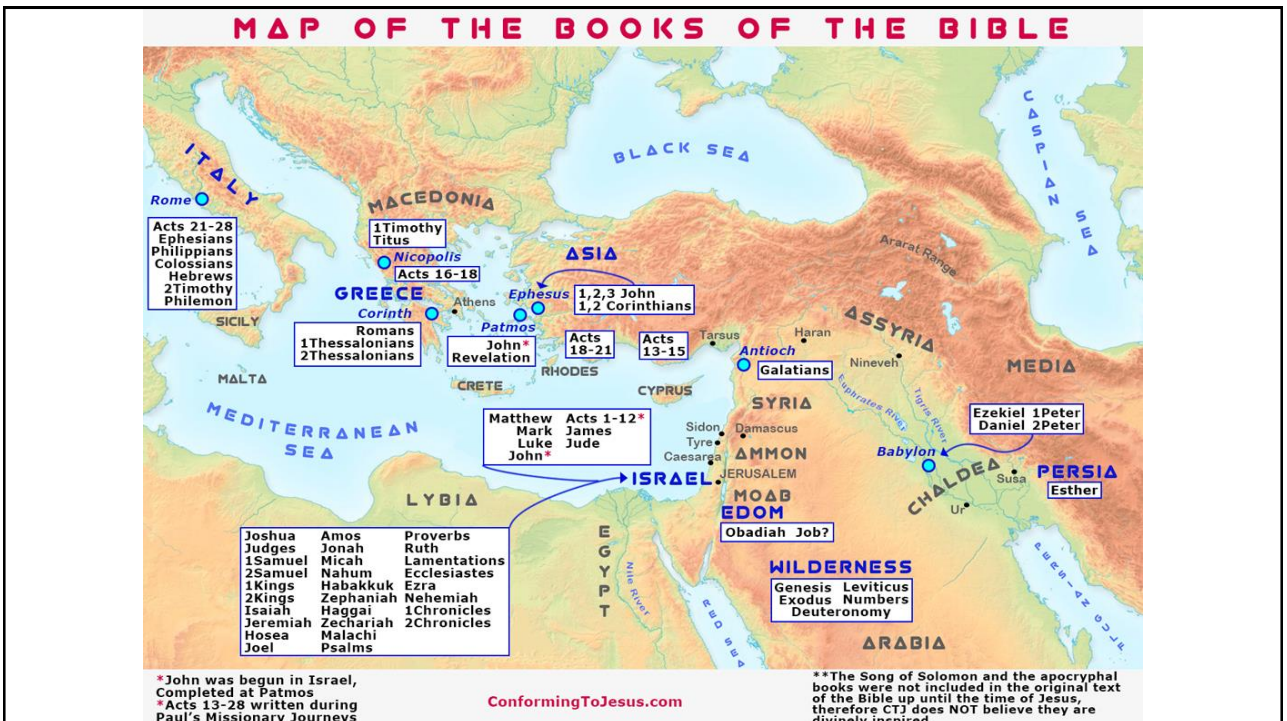 MAP OF THE BOOKS OF THE BIBLE
BLACK SEA
CASPIAN SEA
ITALY
Rome
Acts 21-28
Ephesians
Philippians
Colossians
Hebrews
2Timothy
Philemon
SICILY
MALTA
MEDITERRANEAN SEA
MACEDONIA
1Timothy
Titus
Nicopolis
Acts 16-18
GREECE
Athens
Corinth
Romans
1Thessalonians
2Thessalonians
CRETE
ASIA
Ephesus
1,2,3 John
1,2 Corinthians
Patmos
John*
Revelation
Acts
18-21
RHODES
Acts
13-15
Tarsus
CYPRUS
Ararat Range
Haran
ASSYRIA
Nineveh
MEDIA
Antioch
Galatians
Euphrates River
Tigris River
SYRIA
Matthew Acts 1-12*
Mark James
Luke Jude
John*
Sidon
Damascus
Tyre
AMMON
Caesarea
ISRAEL
JERUSALEM
MOAB
EDOM
Obadiah Job?
Ezekiel 1Peter
Daniel 2Peter
Babylon
CHALDEA
Susa
Ur
PERSIA
Esther
LYBIA
EGYPT
Nile River
RED SEA
PERSIAN GULF
Joshua Amos Proverbs
Judges Jonah Ruth
1Samuel Micah Lamentations
2Samuel Nahum Ecclesiastes
1Kings Habakkuk Ezra
2Kings Zephaniah Nehemiah
Isaiah Haggai 1Chronicles
Jeremiah Zechariah 2Chronicles
Hosea Malachi
Joel Psalms
WILDERNESS
Genesis Leviticus
Exodus Numbers
Deuteronomy
ARABIA
*John was begun in Israel,
Completed at Patmos
*Acts 13-28 written during
Paul's Missionary Journeys
ConformingToJesus.com
**The Song of Solomon and the apocryphal
books were not included in the original text
of the Bible up until the time of Jesus,
therefore CTJ does NOT believe they are
divinely inspired